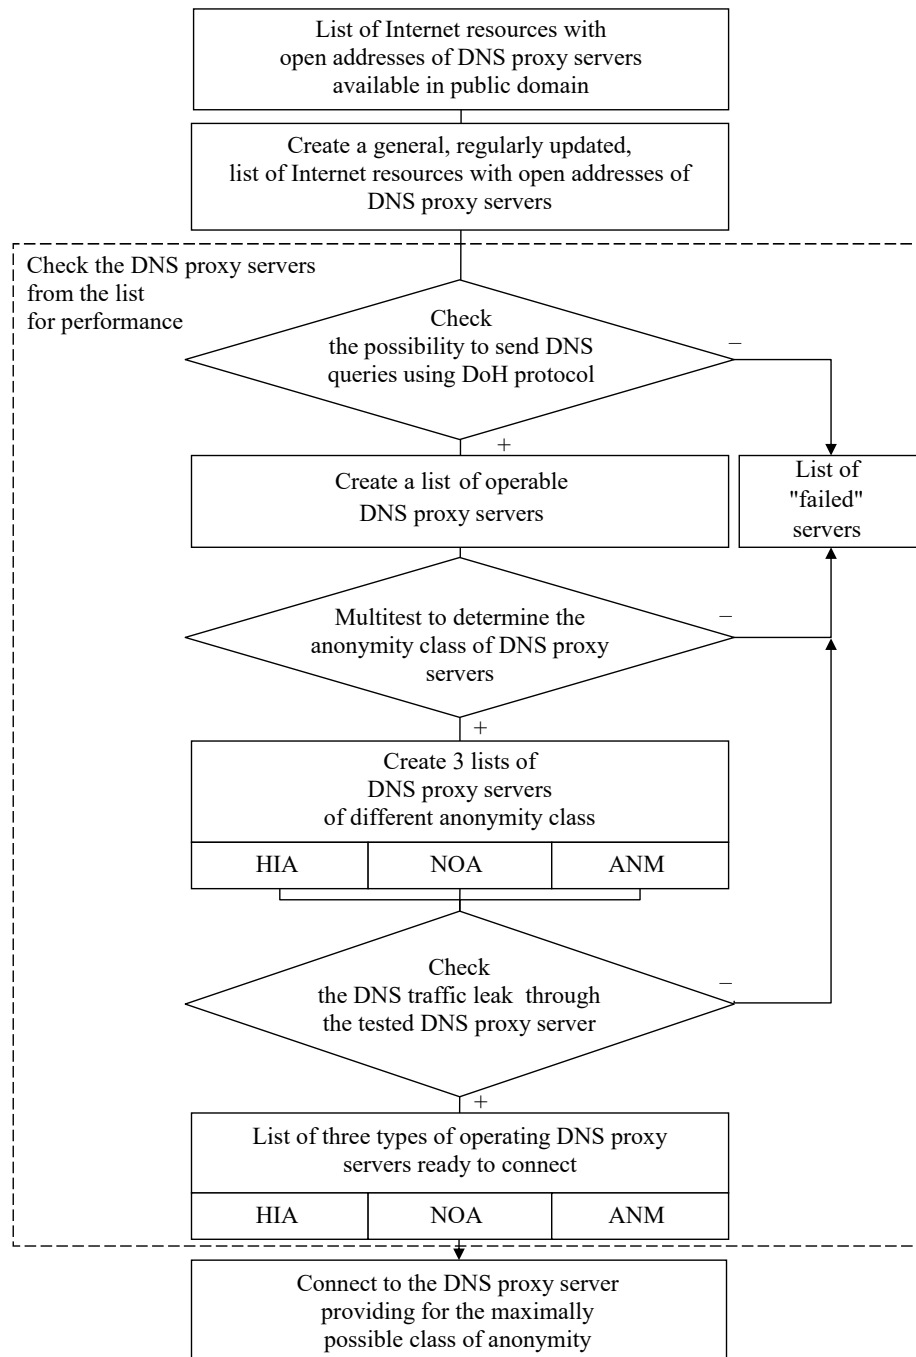 List of Internet resources with
open addresses of DNS proxy servers
available in public domain
Create a general, regularly updated,
list of Internet resources with open addresses of
DNS proxy servers
Check the DNS proxy servers
from the list
for performance
Check
the possibility to send DNS
queries using DoH protocol
–
+
Create a list of operable
DNS proxy servers
List of
"failed"
servers
Multitest to determine the
anonymity class of DNS proxy
servers
–
+
Create 3 lists of
DNS proxy servers
of different anonymity class
HIA NOA ANM
Check
the DNS traffic leak through
the tested DNS proxy server
–
+
List of three types of operating DNS proxy
servers ready to connect
HIA NOA ANM
Connect to the DNS proxy server
providing for the maximally
possible class of anonymity